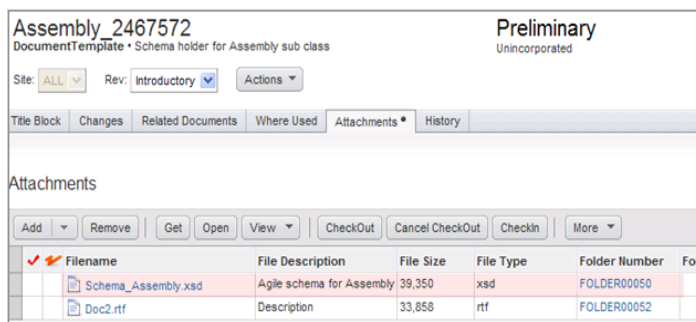 Assembly_2467572
Preliminary
DocumentTemplate • Schema holder for Assembly sub class
Unincorporated
Site: ALL Rev: Introductory Actions
Title Block Changes Related Documents Where Used Attachments • History
Attachments
Add Remove Get Open View CheckOut Cancel CheckOut CheckIn More
Filename File Description File Size File Type Folder Number Fo
Schema_Assembly.xsd Agile schema for Assembly 39,350 xsd FOLDER00050
Doc2.rtf Description 33,858 rtf FOLDER00052